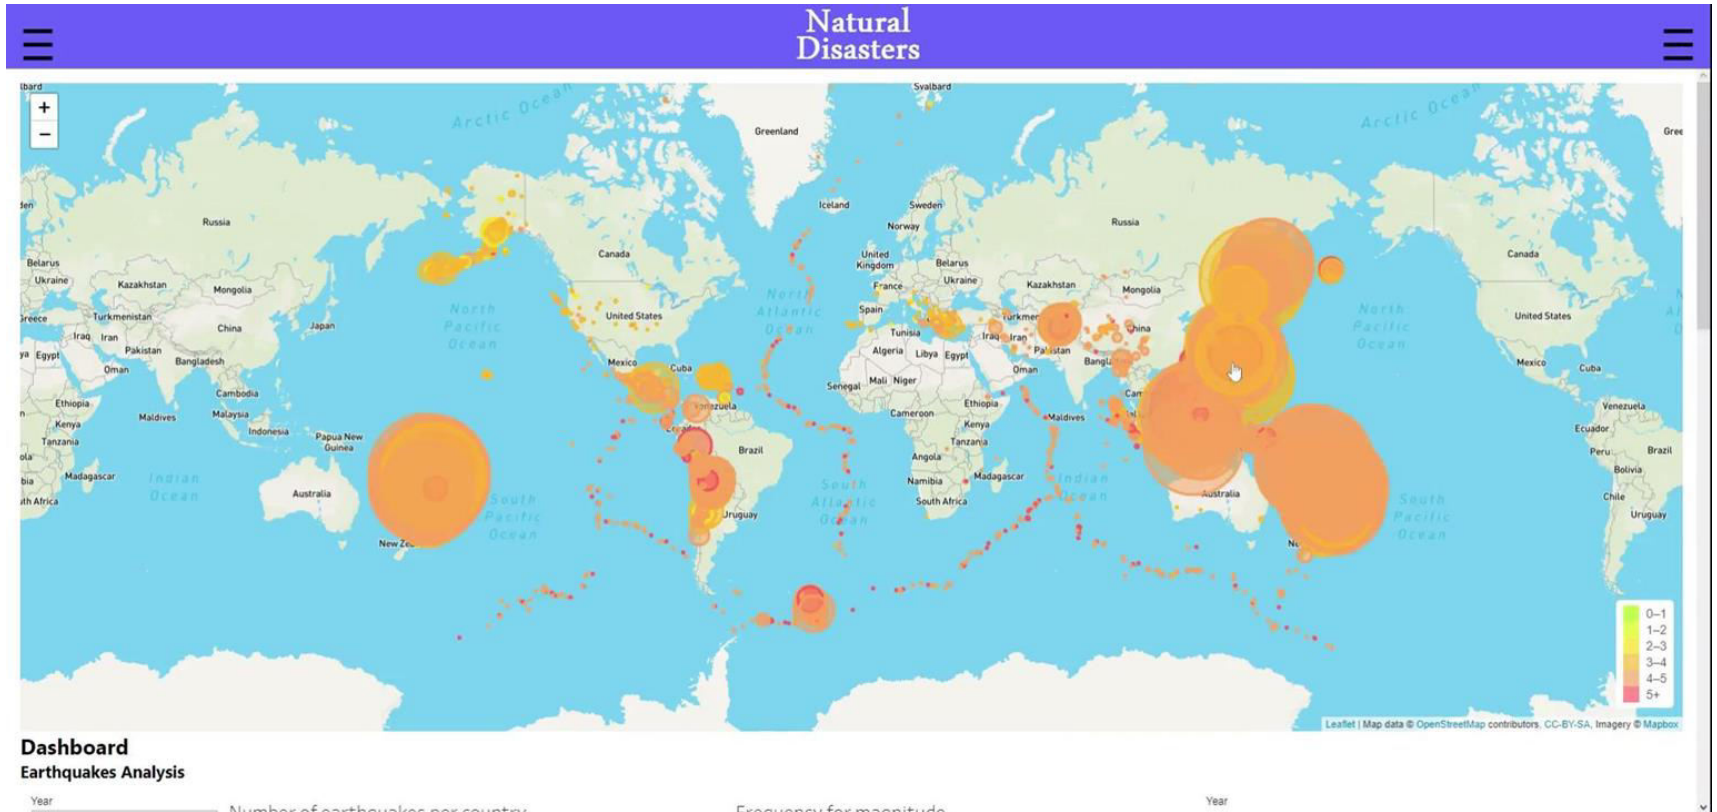 Natural
Disasters
+
−
lbard
Arctic Ocean
Svalbard
Arctic Ocean
Greenland
Gree
Iceland
Sweden
Norway
Russia
Russia
Canada
Canada
United
Kingdom
Belarus
Belarus
Ukraine
Ukraine
France
Kazakhstan
Kazakhstan
Mongolia
Mongolia
North
Pacific
Ocean
North
Atlantic
Ocean
North
Pacific
Ocean
United States
United States
Spain
Greece
Turkmenistan
China
Japan
Tunisia
Iraq
Iran
Iraq
Iran
China
Egypt
Pakistan
Bangladesh
Oman
Algeria
Libya
Egypt
Pakistan
Oman
Mexico
Cuba
Mexico
Cuba
Cambodia
Senegal
Mali
Niger
Ethiopia
Ethiopia
Maldives
Malaysia
Maldives
Kenya
Kenya
Cameroon
Venezuela
Indonesia
Papua New
Guinea
Tanzania
Tanzania
Ecuador
Brazil
Brazil
Peru
Angola
Bolivia
Madagascar
Madagascar
Indian
Ocean
Indian
Ocean
Namibia
South Africa
Australia
Australia
Chile
Uruguay
Uruguay
South
Pacific
Ocean
South
Atlantic
Ocean
South
Pacific
Ocean
New Ze
0–1
1–2
2–3
3–4
4–5
5+
Leaflet | Map data © OpenStreetMap contributors, CC-BY-SA, Imagery © Mapbox
Dashboard
Earthquakes Analysis
Year
Number of earthquakes per country
Frequency for magnitude
Year